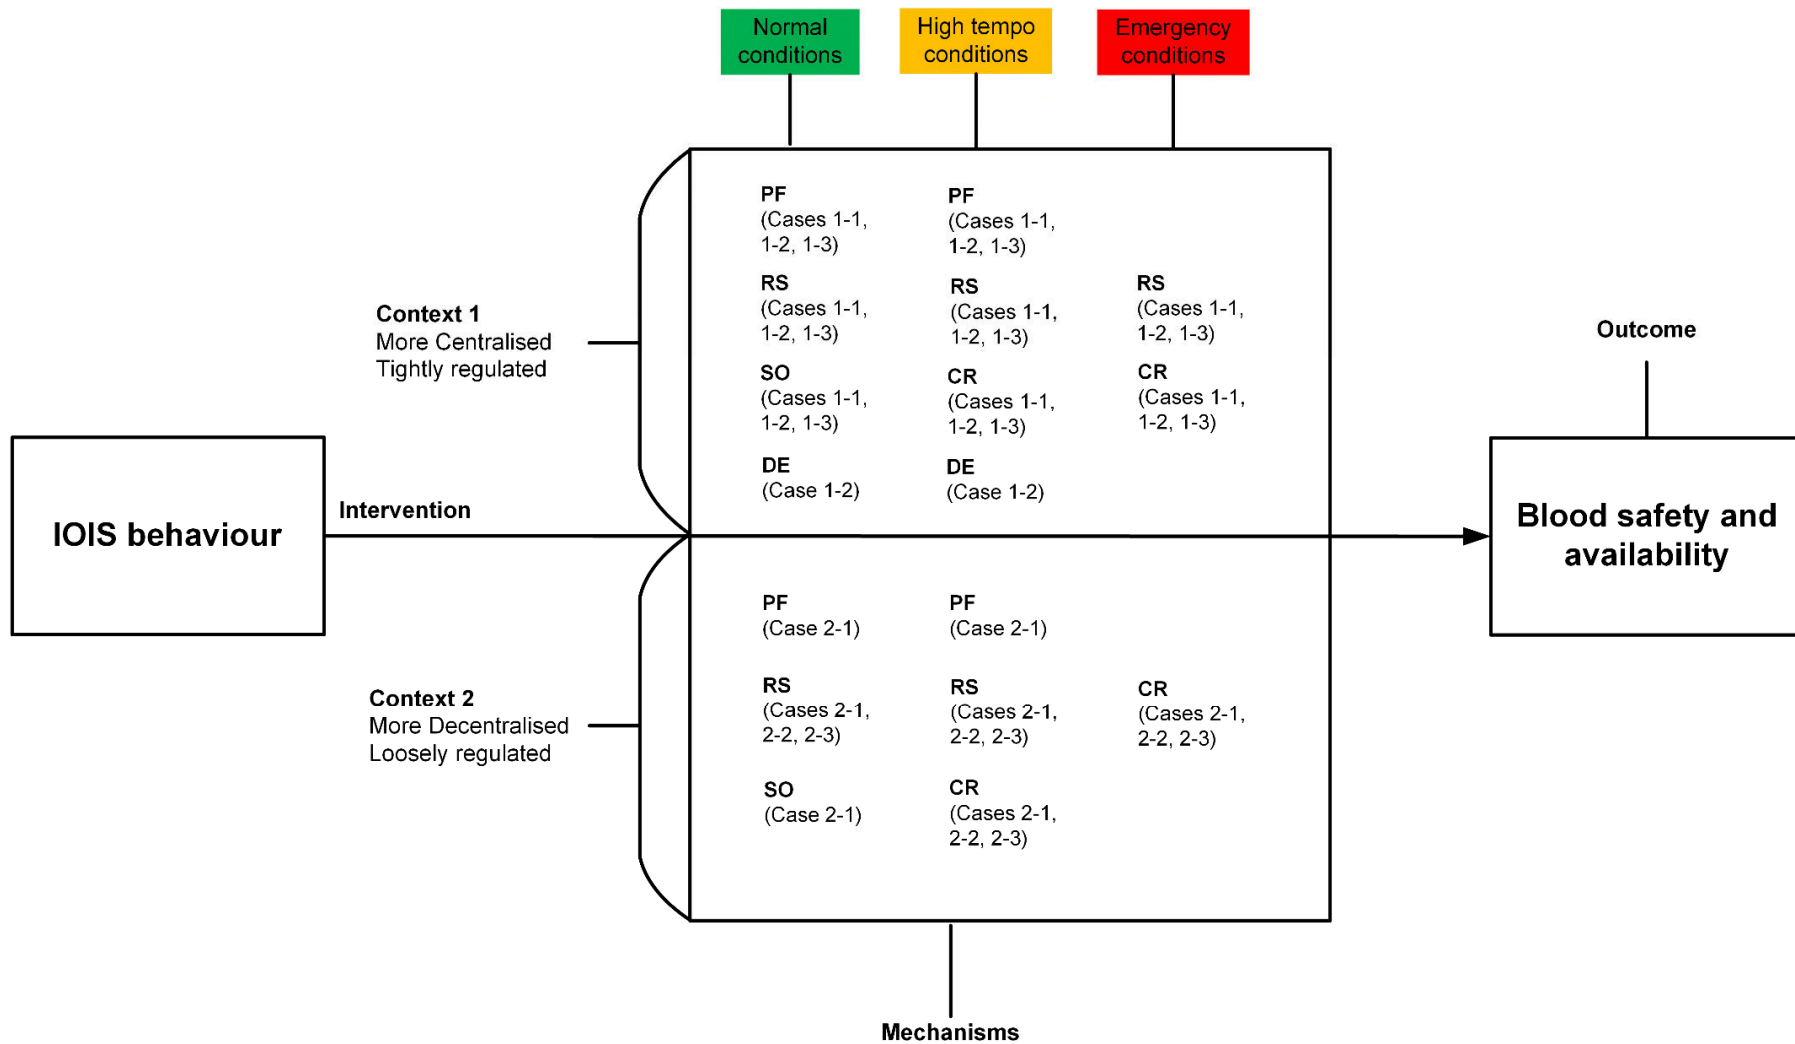 Normal
conditions
High tempo
conditions
Emergency
conditions
PF
(Cases 1-1,
1-2, 1-3)
PF
(Cases 1-1,
1-2, 1-3)
RS
(Cases 1-1,
1-2, 1-3)
RS
(Cases 1-1,
1-2, 1-3)
RS
(Cases 1-1,
1-2, 1-3)
Context 1
More Centralised
Tightly regulated
SO
(Cases 1-1,
1-2, 1-3)
CR
(Cases 1-1,
1-2, 1-3)
CR
(Cases 1-1,
1-2, 1-3)
DE
(Case 1-2)
DE
(Case 1-2)
Outcome
IOIS behaviour
Intervention
Blood safety and
availability
PF
(Case 2-1)
PF
(Case 2-1)
Context 2
More Decentralised
Loosely regulated
RS
(Cases 2-1,
2-2, 2-3)
RS
(Cases 2-1,
2-2, 2-3)
CR
(Cases 2-1,
2-2, 2-3)
SO
(Case 2-1)
CR
(Cases 2-1,
2-2, 2-3)
Mechanisms